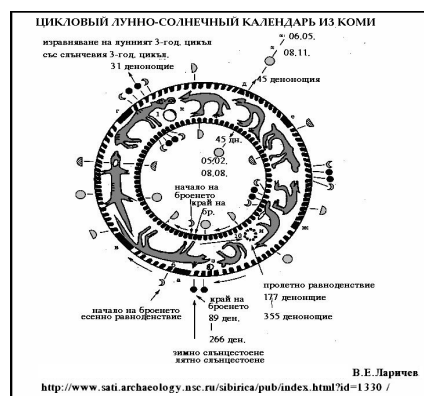 ЦИКЛОВЫЙ ЛУННО-СОЛНЕЧНЫЙ КАЛЕНДАРЬ ИЗ КОМИ
06,05,
08,11,
изравняване на лунният 3-год, цикъл
със слънчевия 3-год, цикъл,
31 денонощие
45 денонощия
45 дн.
05,02,
08,08,
начало на
броенето
край на
бр.
пролетно равноденствие
177 денонощие
355 денонощия
начало на броенето
есенно равноденствие
край на
броенето
89 ден,
266 ден,
зимно слънцестоене
лятно слънцестоене
В.Е.Ларичев
http://www.sati.archaeology.nsc.ru/sibirica/pub/index.html?id=1330 /